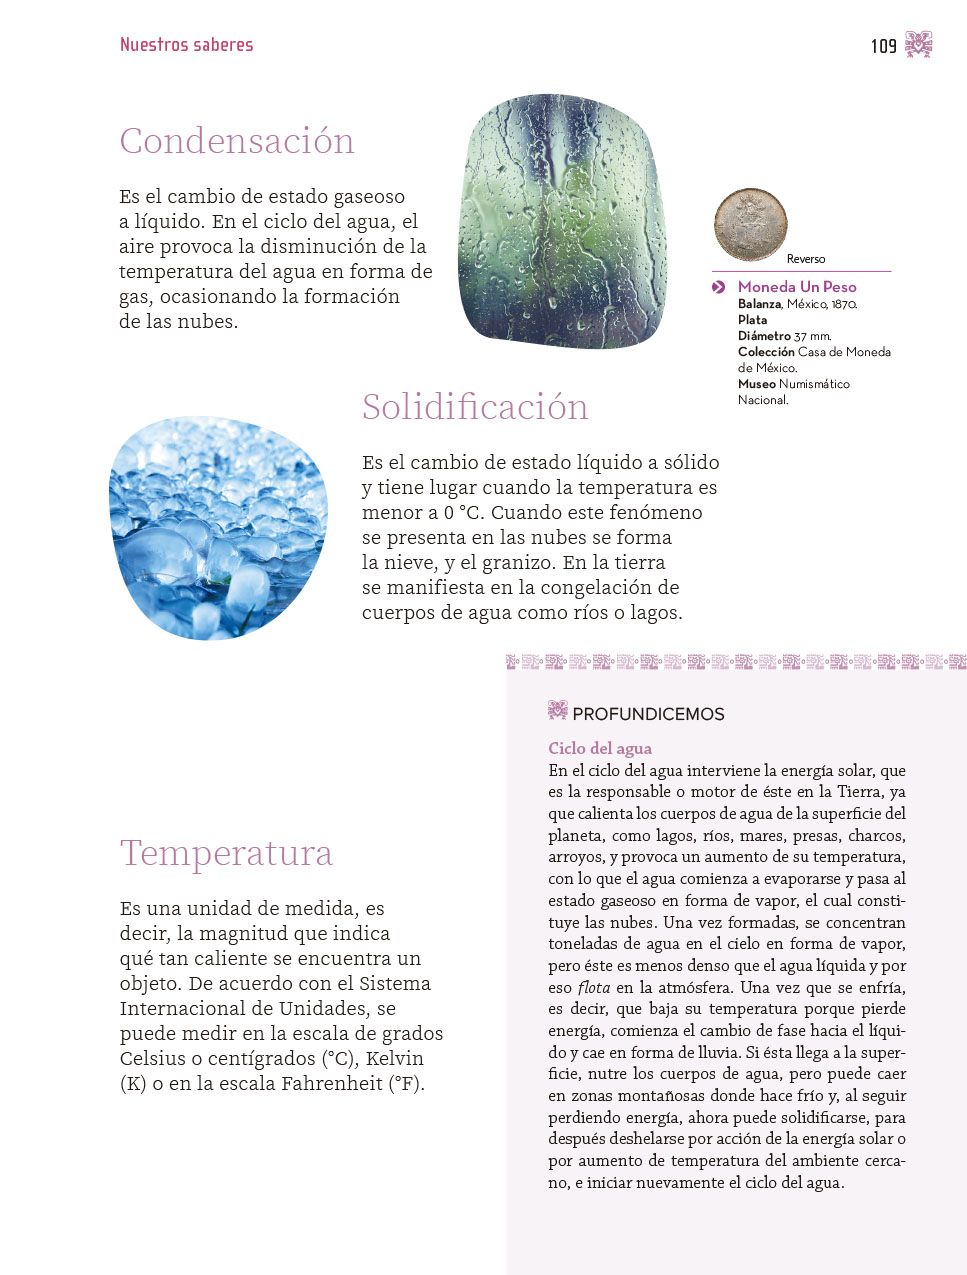 Nuestros saberes
109
Condensación
Es el cambio de estado gaseoso
a líquido. En el ciclo del agua, el
aire provoca la disminución de la
temperatura del agua en forma de
gas, ocasionando la formación
de las nubes.
Reverso
Moneda Un Peso
Balanza, México, 1870.
Plata
Diámetro 37 mm.
Colección Casa de Moneda
de México.
Museo Numismático
Nacional.
Solidificación
Es el cambio de estado líquido a sólido
y tiene lugar cuando la temperatura es
menor a 0 °C. Cuando este fenómeno
se presenta en las nubes se forma
la nieve, y el granizo. En la tierra
se manifiesta en la congelación de
cuerpos de agua como ríos o lagos.
Temperatura
Es una unidad de medida, es
decir, la magnitud que indica
qué tan caliente se encuentra un
objeto. De acuerdo con el Sistema
Internacional de Unidades, se
puede medir en la escala de grados
Celsius o centígrados (°C), Kelvin
(K) o en la escala Fahrenheit (°F).
PROFUNDICEMOS
Ciclo del agua
En el ciclo del agua interviene la energía solar, que
es la responsable o motor de éste en la Tierra, ya
que calienta los cuerpos de agua de la superficie del
planeta, como lagos, ríos, mares, presas, charcos,
arroyos, y provoca un aumento de su temperatura,
con lo que el agua comienza a evaporarse y pasa al
estado gaseoso en forma de vapor, el cual consti-
tuye las nubes. Una vez formadas, se concentran
toneladas de agua en el cielo en forma de vapor,
pero éste es menos denso que el agua líquida y por
eso flota en la atmósfera. Una vez que se enfría,
es decir, que baja su temperatura porque pierde
energía, comienza el cambio de fase hacia el líqui-
do y cae en forma de lluvia. Si ésta llega a la super-
ficie, nutre los cuerpos de agua, pero puede caer
en zonas montañosas donde hace frío y, al seguir
perdiendo energía, ahora puede solidificarse, para
después deshelarse por acción de la energía solar o
por aumento de temperatura del ambiente cerca-
no, e iniciar nuevamente el ciclo del agua.